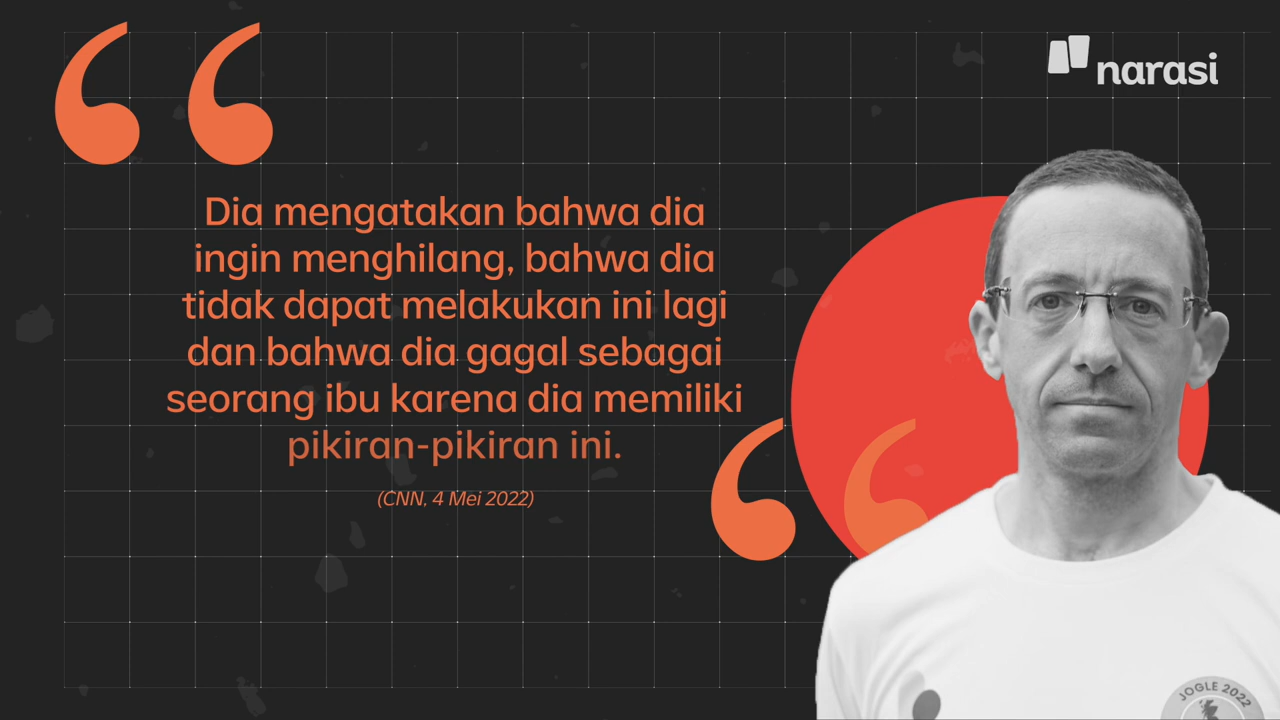 narasi
Dia mengatakan bahwa dia
ingin menghilang, bahwa dia
tidak dapat melakukan ini lagi
dan bahwa dia gagal sebagai
seorang ibu karena dia memiliki
pikiran-pikiran ini.
(CNN, 4 Mei 2022)
JOGLE 2022